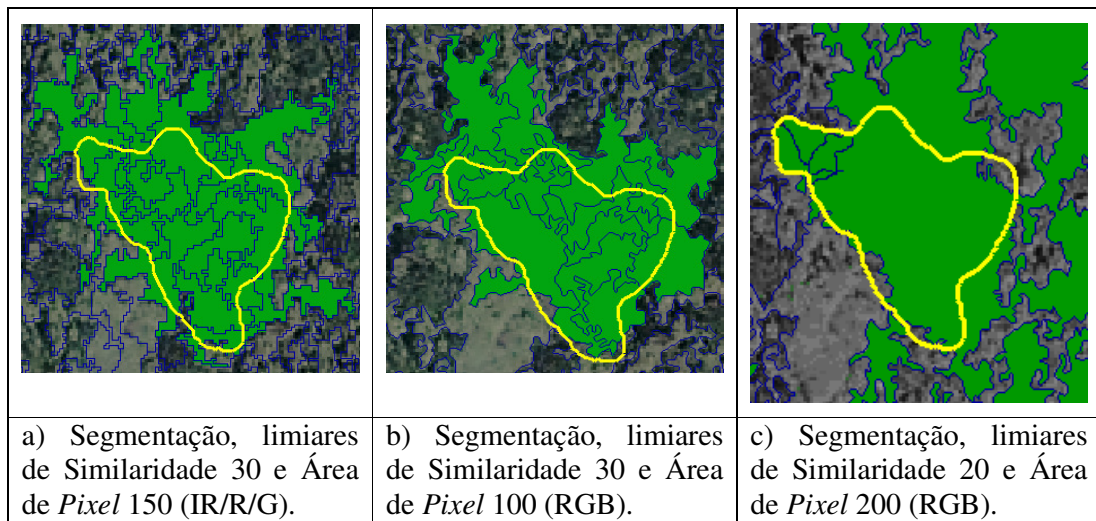 a) Segmentação, limiares
de Similaridade 30 e Área
de Pixel 150 (IR/R/G).
b) Segmentação, limiares
de Similaridade 30 e Área
de Pixel 100 (RGB).
c) Segmentação, limiares
de Similaridade 20 e Área
de Pixel 200 (RGB).